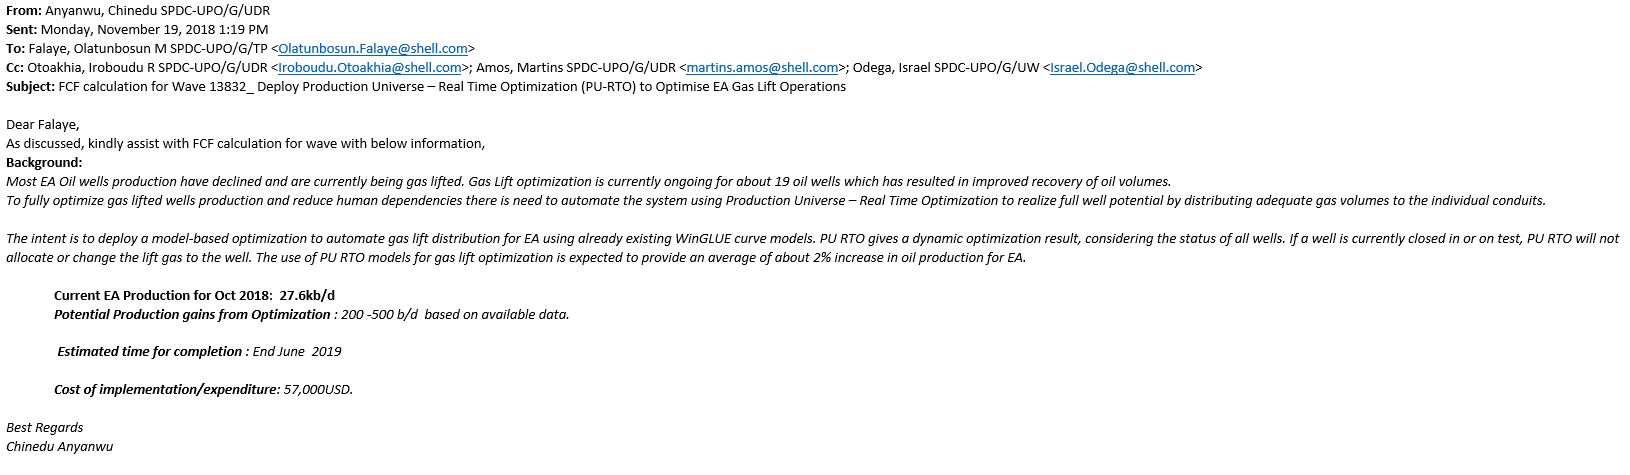 From: Anyanwu, Chinedu SPDC-UPO/G/UDR
Sent: Monday, November 19, 2018 1:19 PM
To: Falaye, Olatunbosun M SPDC-UPO/G/TP <Olatunbosun.Falaye@shell.com>
Cc: Otoakhia, Iroboudu R SPDC-UPO/G/UDR <Iroboudu.Otoakhia@shell.com>; Amos, Martins SPDC-UPO/G/UDR <martins.amos@shell.com>; Odega, Israel SPDC-UPO/G/UW <Israel.Odega@shell.com>
Subject: FCF calculation for Wave 13832_ Deploy Production Universe – Real Time Optimization (PU-RTO) to Optimise EA Gas Lift Operations
Dear Falaye,
As discussed, kindly assist with FCF calculation for wave with below information,
Background:
Most EA Oil wells production have declined and are currently being gas lifted. Gas Lift optimization is currently ongoing for about 19 oil wells which has resulted in improved recovery of oil volumes.
To fully optimize gas lifted wells production and reduce human dependencies there is need to automate the system using Production Universe – Real Time Optimization to realize full well potential by distributing adequate gas volumes to the individual conduits.
The intent is to deploy a model-based optimization to automate gas lift distribution for EA using already existing WinGLUE curve models. PU RTO gives a dynamic optimization result, considering the status of all wells. If a well is currently closed in or on test, PU RTO will not
allocate or change the lift gas to the well. The use of PU RTO models for gas lift optimization is expected to provide an average of about 2% increase in oil production for EA.
Current EA Production for Oct 2018: 27.6kb/d
Potential Production gains from Optimization : 200 -500 b/d based on available data.
Estimated time for completion : End June 2019
Cost of implementation/expenditure: 57,000USD.
Best Regards
Chinedu Anyanwu